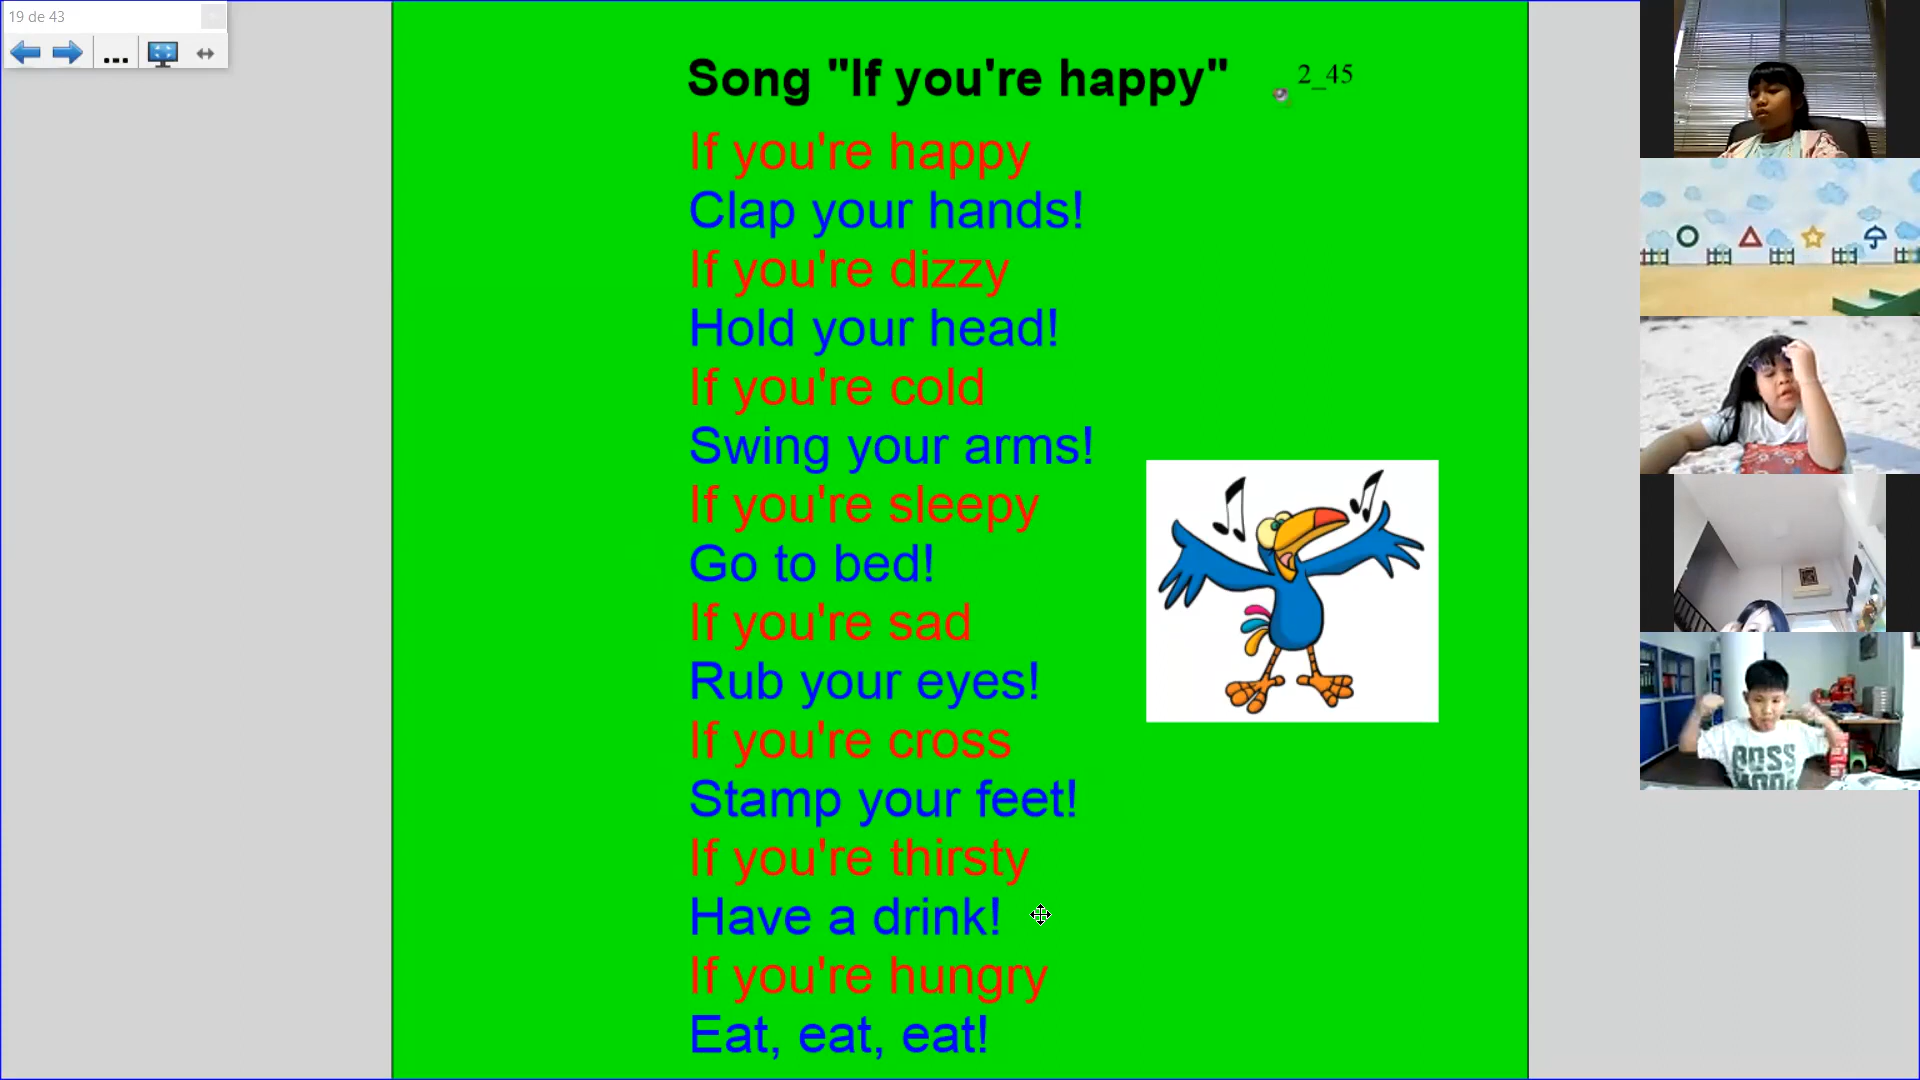 19 de 43
...
Song "If you're happy"
2_45
If you're happy
Clap your hands!
If you're dizzy
Hold your head!
If you're cold
Swing your arms!
If you're sleepy
Go to bed!
If you're sad
Rub your eyes!
If you're cross
Stamp your feet!
If you're thirsty
Have a drink!
If you're hungry
Eat, eat, eat!
BOSS